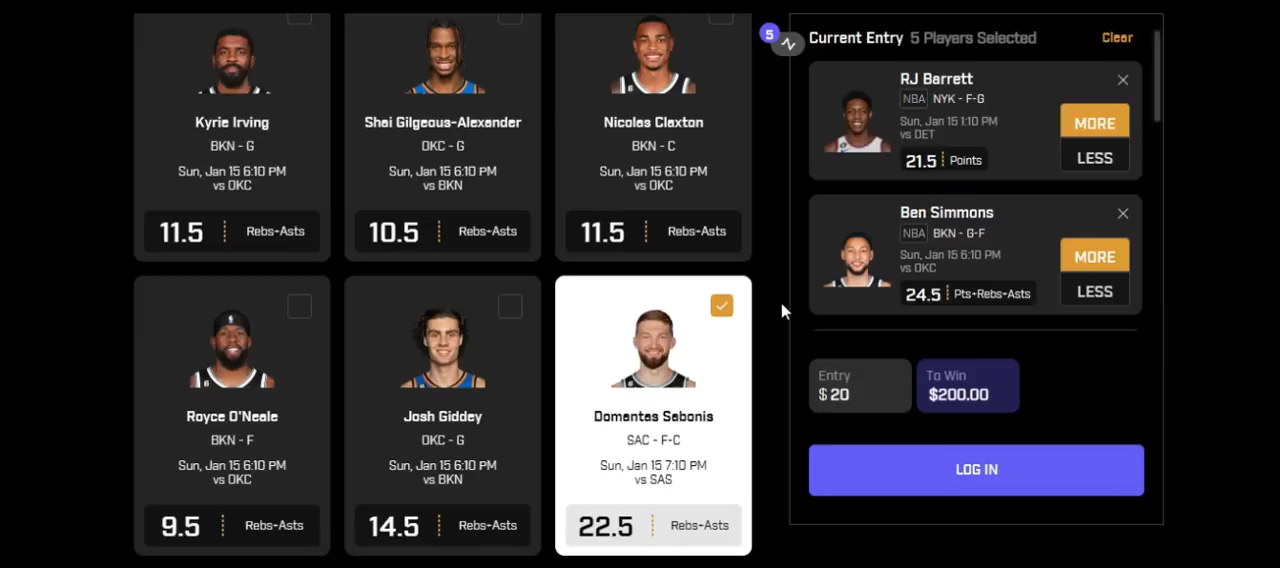 Kyrie Irving
BKN - G
Sun, Jan 15 6:10 PM
vs OKC
11.5 Rebs+Asts
Shai Gilgeous-Alexander
OKC - G
Sun, Jan 15 6:10 PM
vs BKN
10.5 Rebs+Asts
Nicolas Claxton
BKN - C
Sun, Jan 15 6:10 PM
vs OKC
11.5 Rebs+Asts
Royce O'Neale
BKN - F
Sun, Jan 15 6:10 PM
vs OKC
9.5 Rebs+Asts
Josh Giddey
OKC - G
Sun, Jan 15 6:10 PM
vs BKN
14.5 Rebs+Asts
Domantas Sabonis
SAC - F-C
Sun, Jan 15 7:10 PM
vs SAS
22.5 Rebs+Asts
5
Current Entry 5 Players Selected Clear
RJ Barrett
NBA NYK - F-G
Sun, Jan 15 1:10 PM
vs DET
21.5 Points
MORE
LESS
Ben Simmons
NBA BKN - G-F
Sun, Jan 15 6:10 PM
vs OKC
24.5 Pts+Rebs+Asts
MORE
LESS
Entry
$ 20
To Win
$200.00
LOG IN